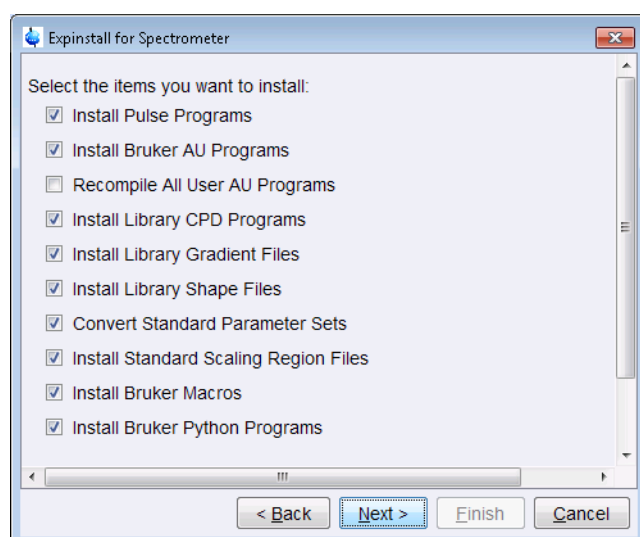 Expinstall for Spectrometer
Select the items you want to install:
Install Pulse Programs
Install Bruker AU Programs
Recompile All User AU Programs
Install Library CPD Programs
Install Library Gradient Files
Install Library Shape Files
Convert Standard Parameter Sets
Install Standard Scaling Region Files
Install Bruker Macros
Install Bruker Python Programs
< Back Next > Finish Cancel